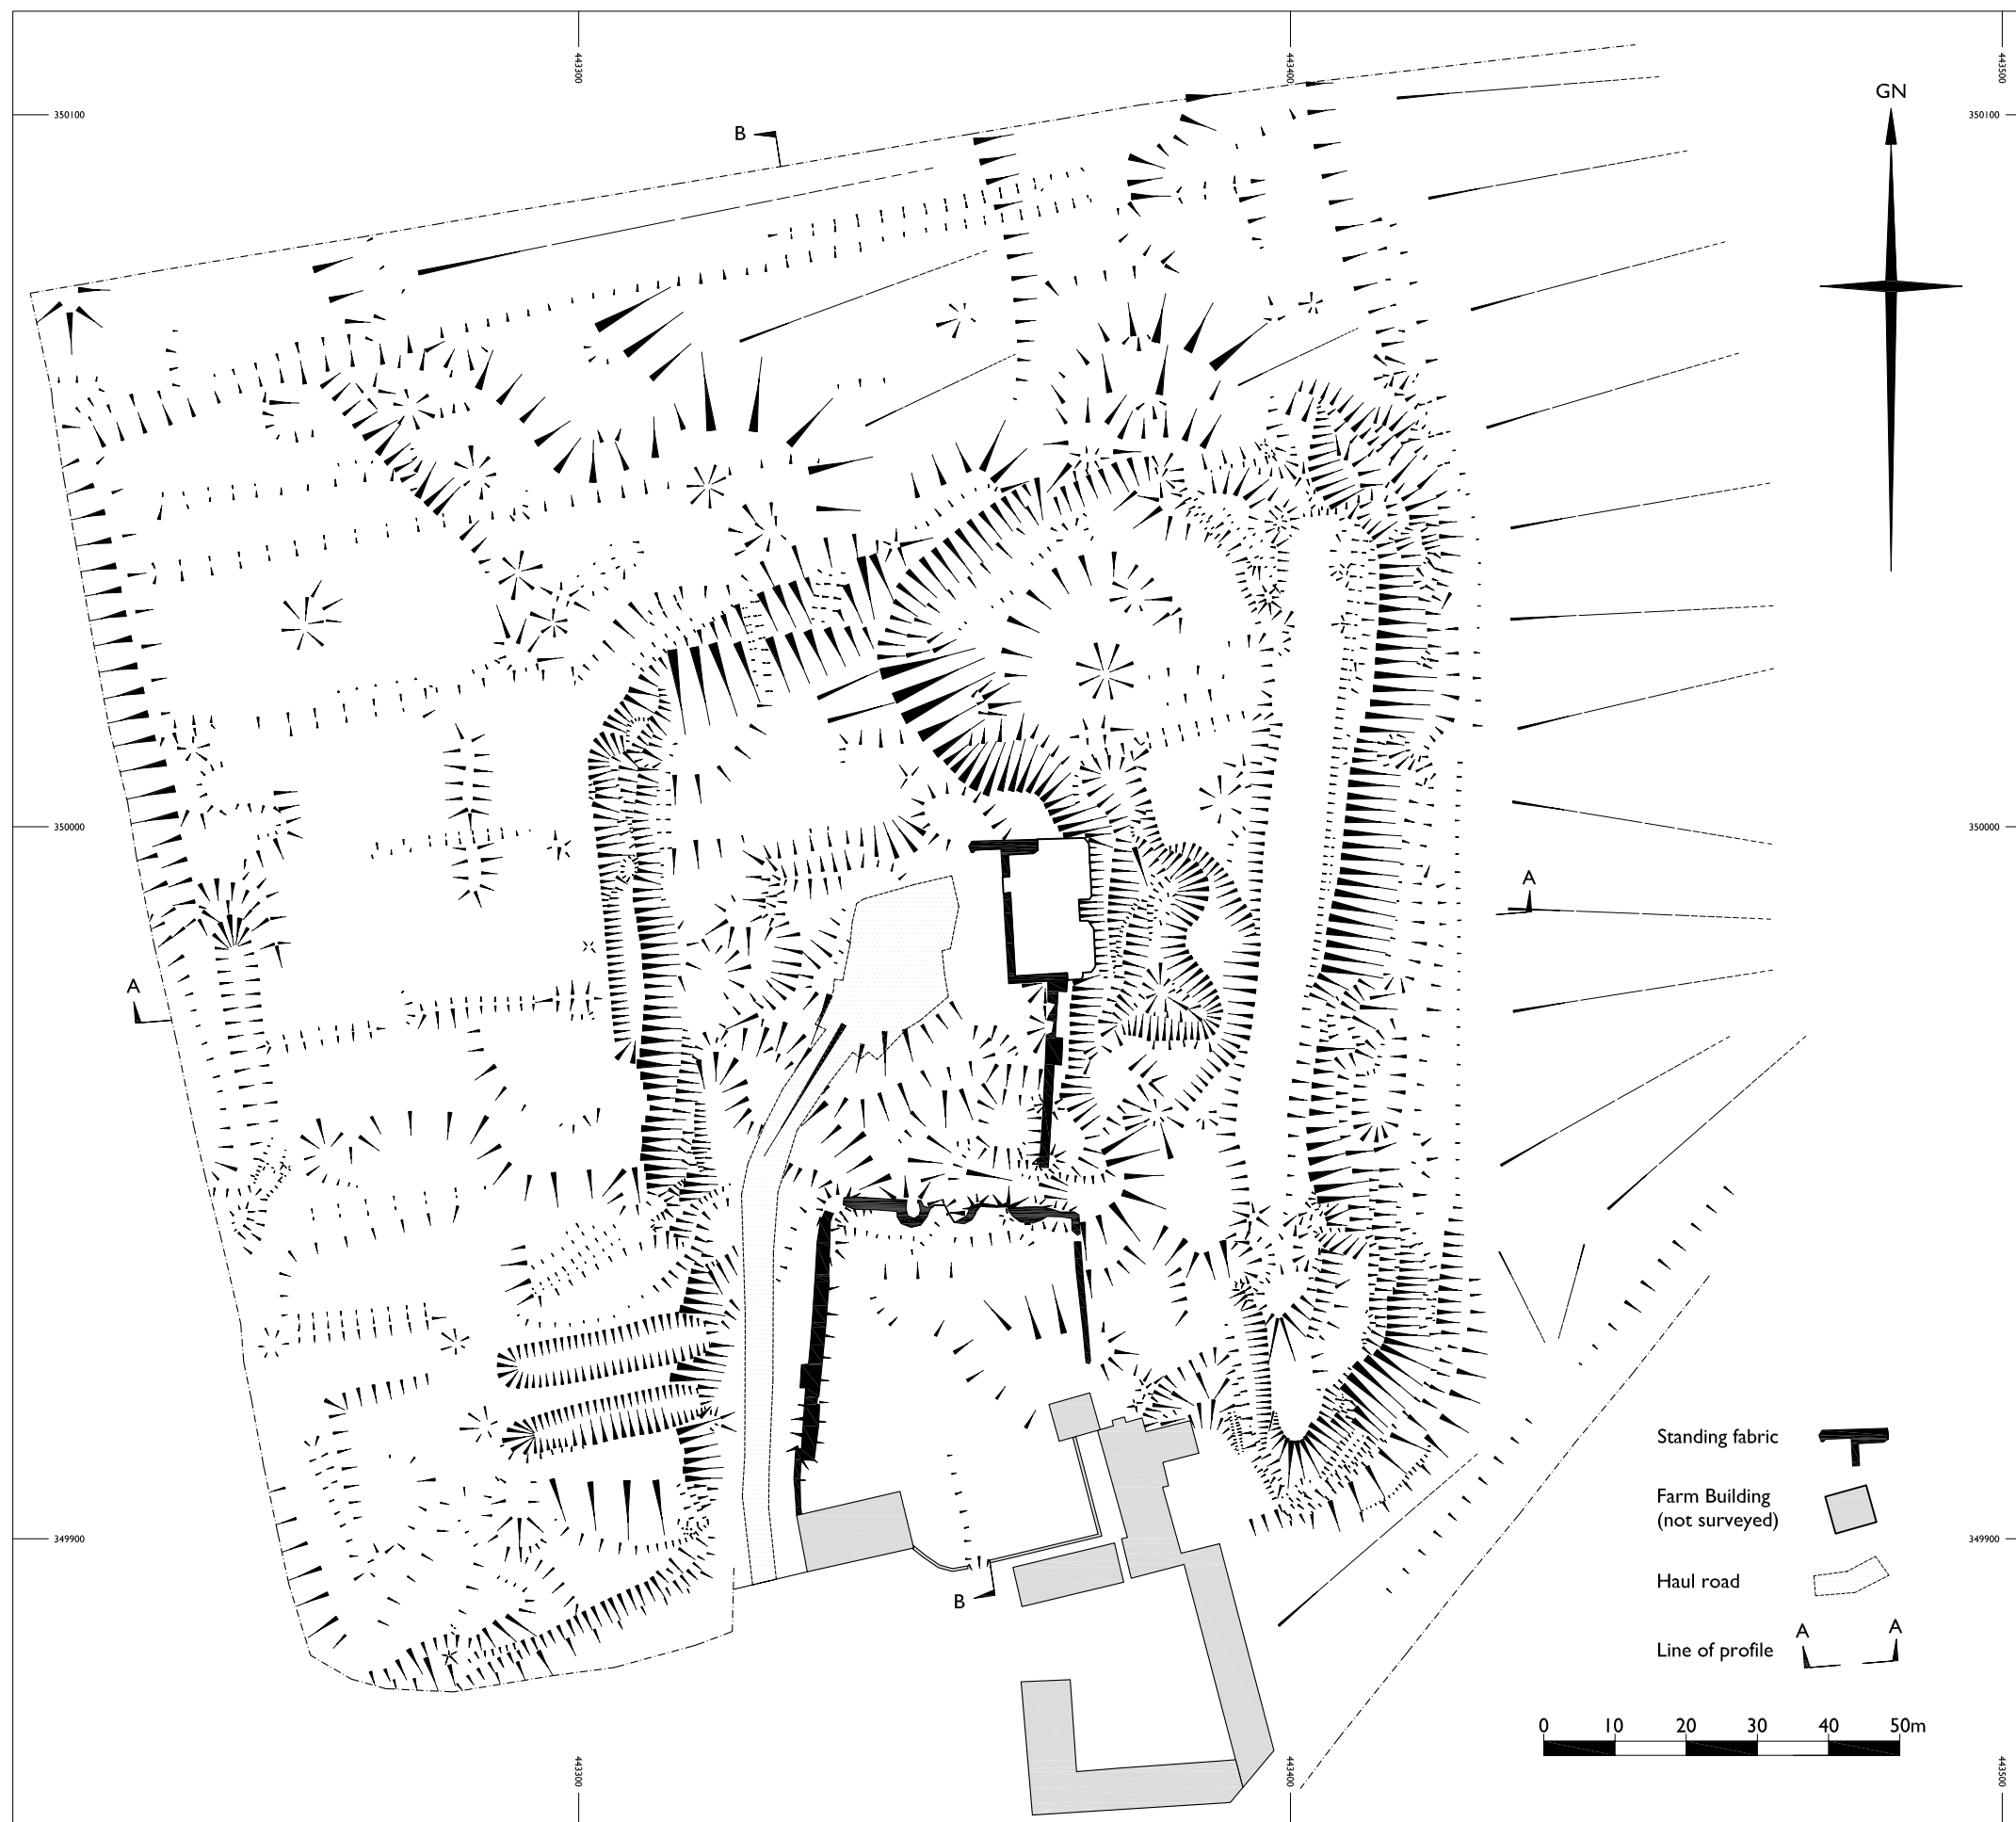 443300
443400
443500
350100
350100
GN
B
350000
350000
A
A
Standing fabric
Farm Building
(not surveyed)
349900
349900
Haul road
B
Line of profile
A
A
0 10 20 30 40 50m
443300
443400
443500